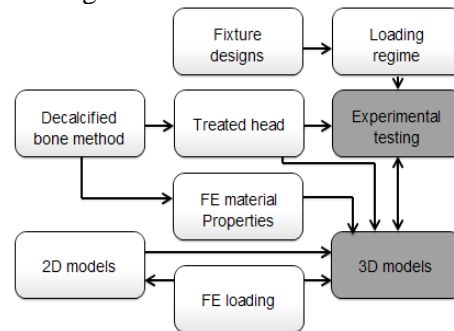 Fixture
designs
Loading
regime
Decalcified
bone method
Treated head
Experimental
testing
FE material
Properties
2D models
FE loading
3D models